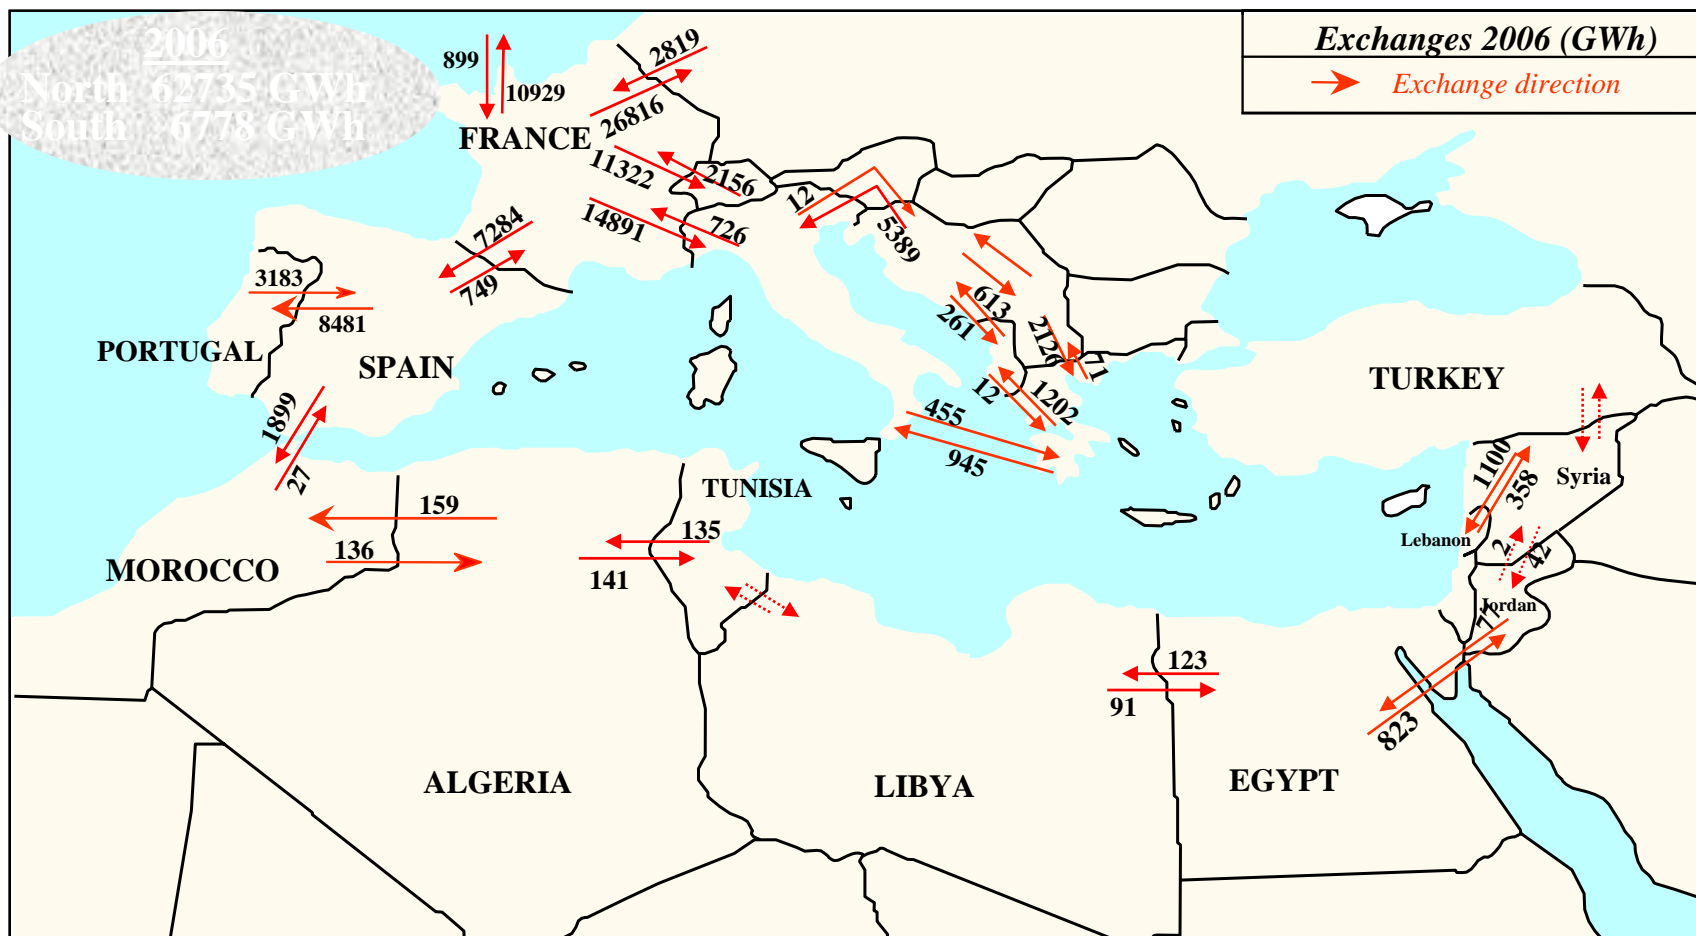 2006
North 62735 GWh
South 6778 GWh
Exchanges 2006 (GWh)
Exchange direction
899
10929
2819
26816
FRANCE
11322
2156
14891
726
12
5389
7284
749
3183
8481
PORTUGAL
SPAIN
613
261
2126
71
TURKEY
12
1202
455
945
1899
27
TUNISIA
1100
358
Syria
Lebanon
159
136
MOROCCO
135
141
2
42
Jordan
77
123
91
823
ALGERIA
LIBYA
EGYPT